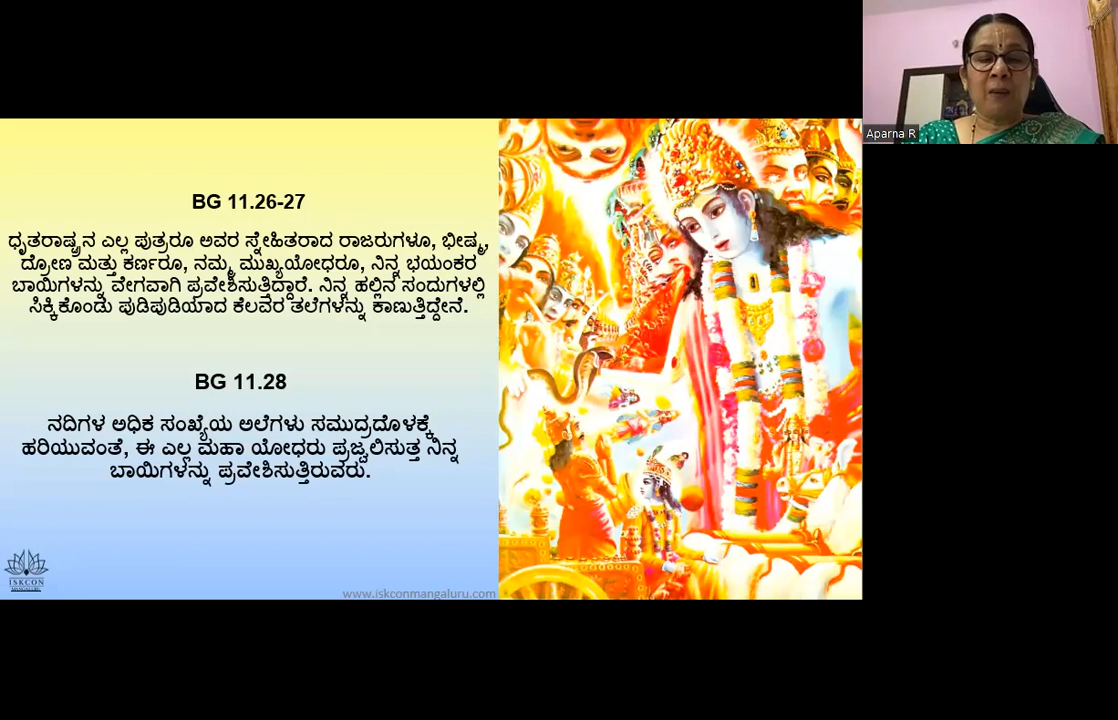 BG 11.26-27
ಧೃತರಾಷ್ಟ್ರನ ಎಲ್ಲ ಪುತ್ರರೂ ಅವರ ಸ್ನೇಹಿತರಾದ ರಾಜರುಗಳೂ, ಭೀಷ್ಮ,
ದ್ರೋಣ ಮತ್ತು ಕರ್ಣರೂ, ನಮ್ಮ ಮುಖ್ಯಯೋಧರೂ, ನಿನ್ನ ಭಯಂಕರ
ಬಾಯಿಗಳನ್ನು ವೇಗವಾಗಿ ಪ್ರವೇಶಿಸುತ್ತಿದ್ದಾರೆ. ನಿನ್ನ ಹಲ್ಲಿನ ಸಂದುಗಳಲ್ಲಿ
ಸಿಕ್ಕಿಕೊಂಡು ಪುಡಿಪುಡಿಯಾದ ಕೆಲವರ ತಲೆಗಳನ್ನು ಕಾಣುತ್ತಿದ್ದೇನೆ.
BG 11.28
ನದಿಗಳ ಅಧಿಕ ಸಂಖ್ಯೆಯ ಅಲೆಗಳು ಸಮುದ್ರದೊಳಕ್ಕೆ
ಹರಿಯುವಂತೆ, ಈ ಎಲ್ಲ ಮಹಾ ಯೋಧರು ಪ್ರಜ್ವಲಿಸುತ್ತ ನಿನ್ನ
ಬಾಯಿಗಳನ್ನು ಪ್ರವೇಶಿಸುತ್ತಿರುವರು.
ISKCON
MANGALURU
www.iskconmangaluru.com
Aparna R